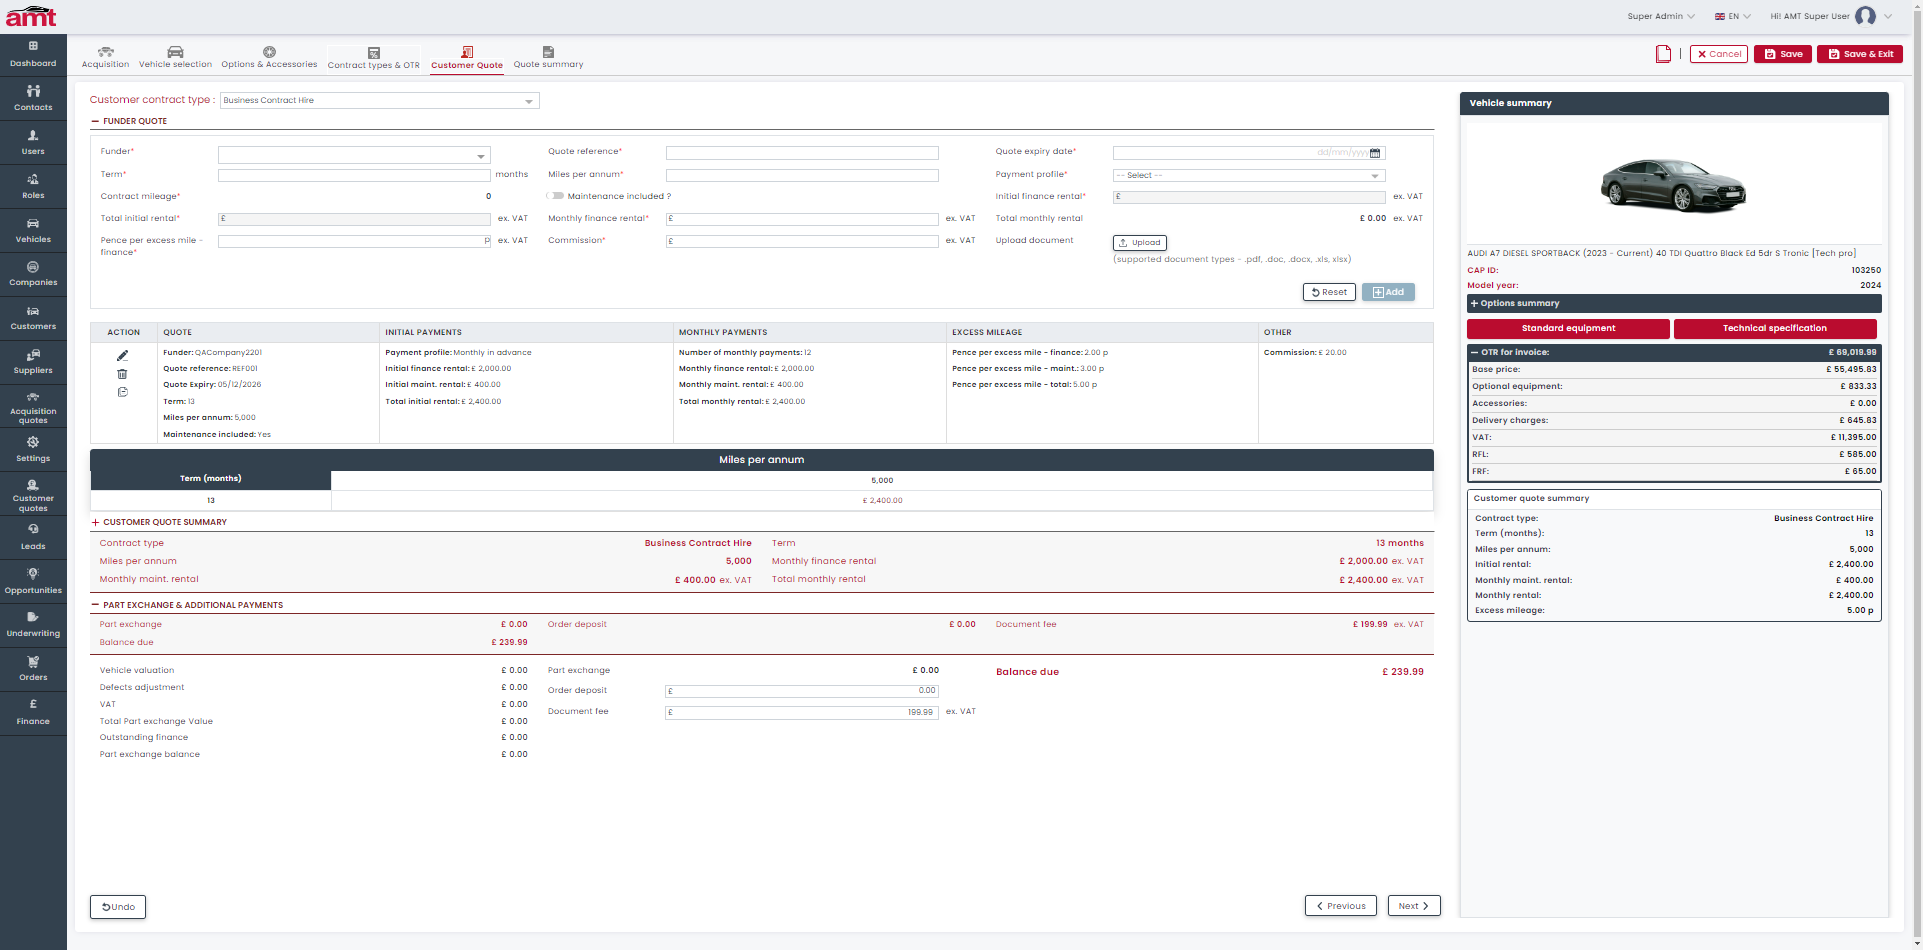 amt
Super Admin
EN
Hi! AMT Super User
Dashboard
Contacts
Users
Roles
Vehicles
Companies
Customers
Suppliers
Acquisition
quotes
Settings
Customer
quotes
Leads
Opportunities
Underwriting
Orders
£
Finance
Acquisition
Vehicle selection
Options & Accessories
Contract types & OTR
Customer Quote
Quote summary
Cancel
Save
Save & Exit
Customer contract type : Business Contract Hire
FUNDER QUOTE
Funder*
Quote reference*
Quote expiry date* dd/mm/yyyy
Term* months
Miles per annum*
Payment profile* -- Select --
Contract mileage* 0
Maintenance included ?
Initial finance rental* £ ex. VAT
Total initial rental* £ ex. VAT
Monthly finance rental* £ ex. VAT
Total monthly rental £ 0.00 ex. VAT
Pence per excess mile - p ex. VAT
finance*
Commission* £ ex. VAT
Upload document Upload
(supported document types - .pdf, .doc, .docx, .xls, xlsx)
Reset
Add
ACTION QUOTE INITIAL PAYMENTS MONTHLY PAYMENTS EXCESS MILEAGE OTHER
Funder: QACompany2201
Quote reference: REF001
Quote Expiry: 05/12/2026
Term: 13
Miles per annum: 5,000
Maintenance included: Yes
Payment profile: Monthly in advance
Initial finance rental: £ 2,000.00
Initial maint. rental: £ 400.00
Total initial rental: £ 2,400.00
Number of monthly payments: 12
Monthly finance rental: £ 2,000.00
Monthly maint. rental: £ 400.00
Total monthly rental: £ 2,400.00
Pence per excess mile - finance: 2.00 p
Pence per excess mile - maint.: 3.00 p
Pence per excess mile - total: 5.00 p
Commission: £ 20.00
Miles per annum
Term (months) 5,000
13 £ 2,400.00
CUSTOMER QUOTE SUMMARY
Contract type Business Contract Hire Term 13 months
Miles per annum 5,000 Monthly finance rental £ 2,000.00 ex. VAT
Monthly maint. rental £ 400.00 ex. VAT Total monthly rental £ 2,400.00 ex. VAT
PART EXCHANGE & ADDITIONAL PAYMENTS
Part exchange £ 0.00 Order deposit £ 0.00 Document fee £ 199.99 ex. VAT
Balance due £ 239.99
Vehicle valuation £ 0.00
Defects adjustment £ 0.00
VAT £ 0.00
Total Part exchange Value £ 0.00
Outstanding finance £ 0.00
Part exchange balance £ 0.00
Part exchange £ 0.00
Order deposit £ 0.00
Document fee £ 199.99 ex. VAT
Balance due £ 239.99
Undo
Previous
Next
Vehicle summary
AUDI A7 DIESEL SPORTBACK (2023 - Current) 40 TDI Quattro Black Ed 5dr S Tronic [Tech pro]
CAP ID: 103250
Model year: 2024
Options summary
Standard equipment
Technical specification
OTR for invoice: £ 69,019.99
Base price: £ 55,495.83
Optional equipment: £ 833.33
Accessories: £ 0.00
Delivery charges: £ 645.83
VAT: £ 11,395.00
RFL: £ 585.00
FRF: £ 65.00
Customer quote summary
Contract type: Business Contract Hire
Term (months): 13
Miles per annum: 5,000
Initial rental: £ 2,400.00
Monthly maint. rental: £ 400.00
Monthly rental: £ 2,400.00
Excess mileage: 5.00 p